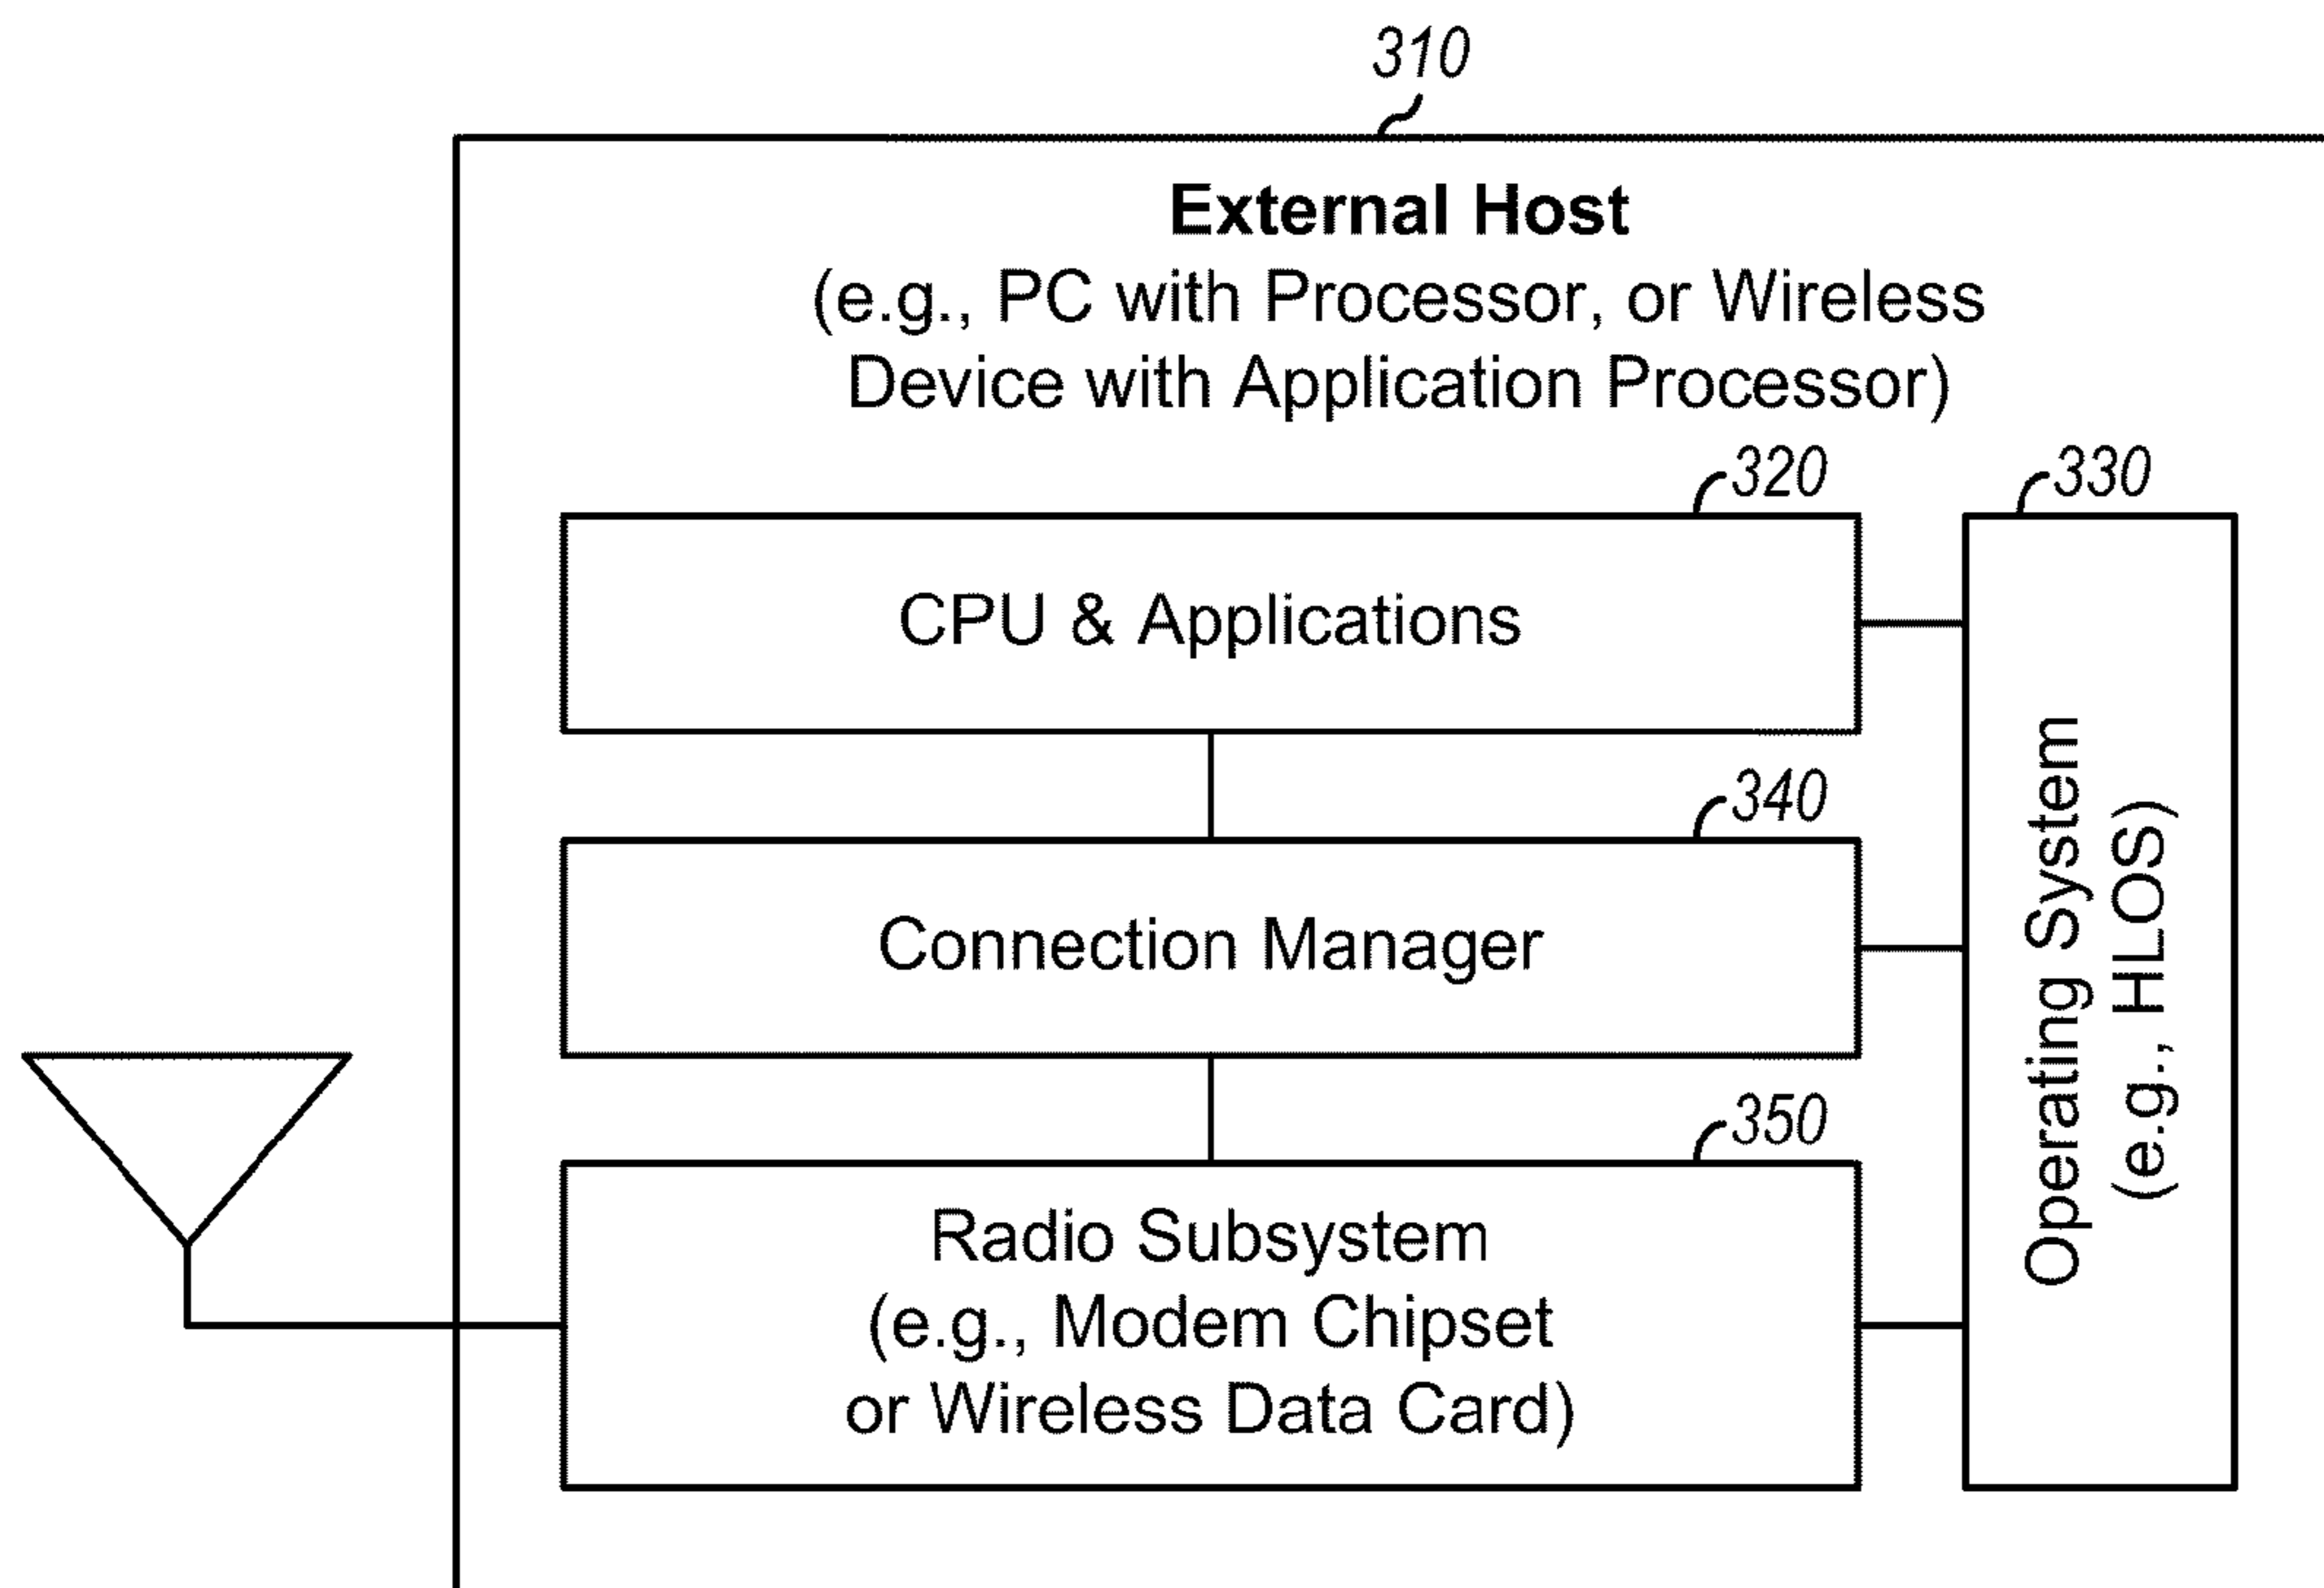 310
External Host
(e.g., PC with Processor, or Wireless
Device with Application Processor)
320
330
CPU & Applications
340
Connection Manager
350
Radio Subsystem
(e.g., Modem Chipset
or Wireless Data Card)
Operating System
(e.g., HLOS)